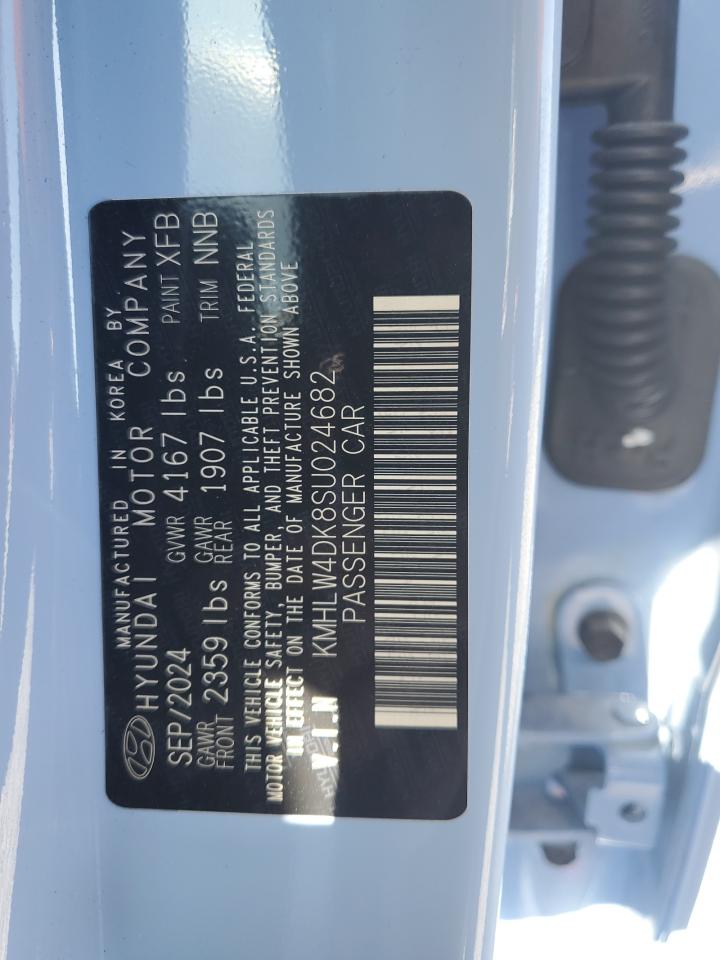 MANUFACTURED IN KOREA BY
HYUNDAI MOTOR COMPANY
SEP/2024 GVWR 4167 lbs PAINT XFB
GAWR FRONT 2359 lbs GAWR REAR 1907 lbs TRIM NNB
THIS VEHICLE CONFORMS TO ALL APPLICABLE U.S.A. FEDERAL
MOTOR VEHICLE SAFETY, BUMPER, AND THEFT PREVENTION STANDARDS
IN EFFECT ON THE DATE OF MANUFACTURE SHOWN ABOVE
V.I.N KMHLW4DK8SU024682
PASSENGER CAR